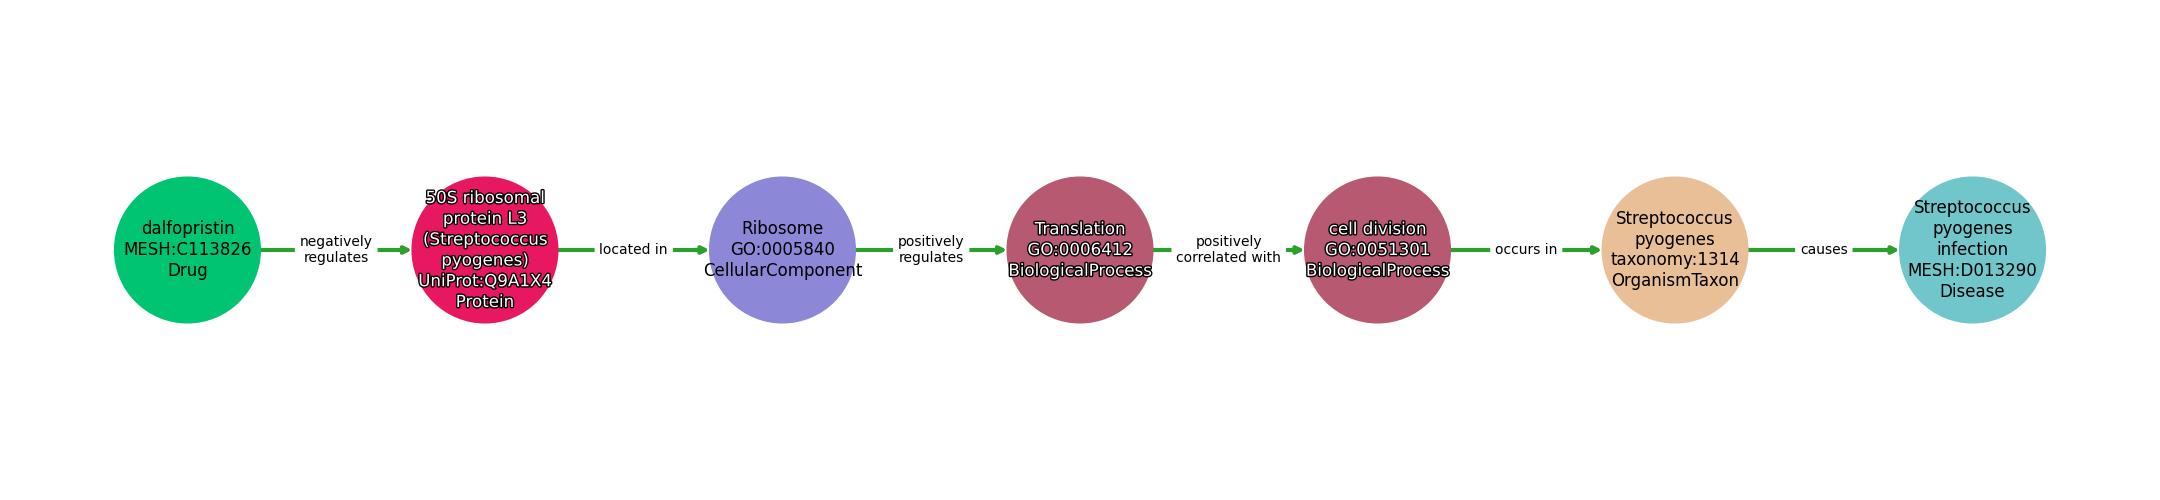 dalfopristin
MESH:C113826
Drug
negatively
regulates
50S ribosomal
protein L3
(Streptococcus
pyogenes)
UniProt:Q9A1X4
Protein
located in
Ribosome
GO:0005840
CellularComponent
positively
regulates
Translation
GO:0006412
BiologicalProcess
positively
correlated with
cell division
GO:0051301
BiologicalProcess
occurs in
Streptococcus
pyogenes
taxonomy:1314
OrganismTaxon
causes
Streptococcus
pyogenes
infection
MESH:D013290
Disease